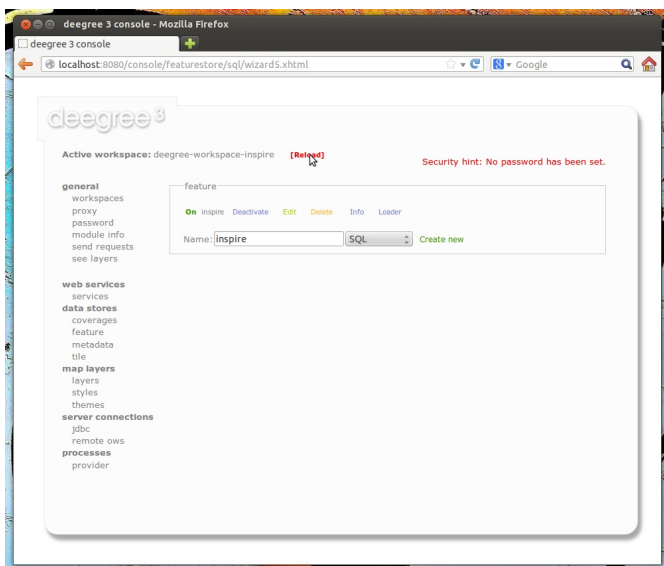 deegree 3 console - Mozilla Firefox
deegree 3 console
localhost:8080/console/featurestore/sql/wizard5.xhtml
Google
deegree 3
Active workspace: deegree-workspace-inspire [Reload]
Security hint: No password has been set.
general
workspaces
proxy
password
module info
send requests
see layers
web services
services
data stores
coverages
feature
metadata
tile
map layers
layers
styles
themes
server connections
jdbc
remote ows
processes
provider
feature
On inspire Deactivate Edit Delete Info Loader
Name: inspire SQL Create new